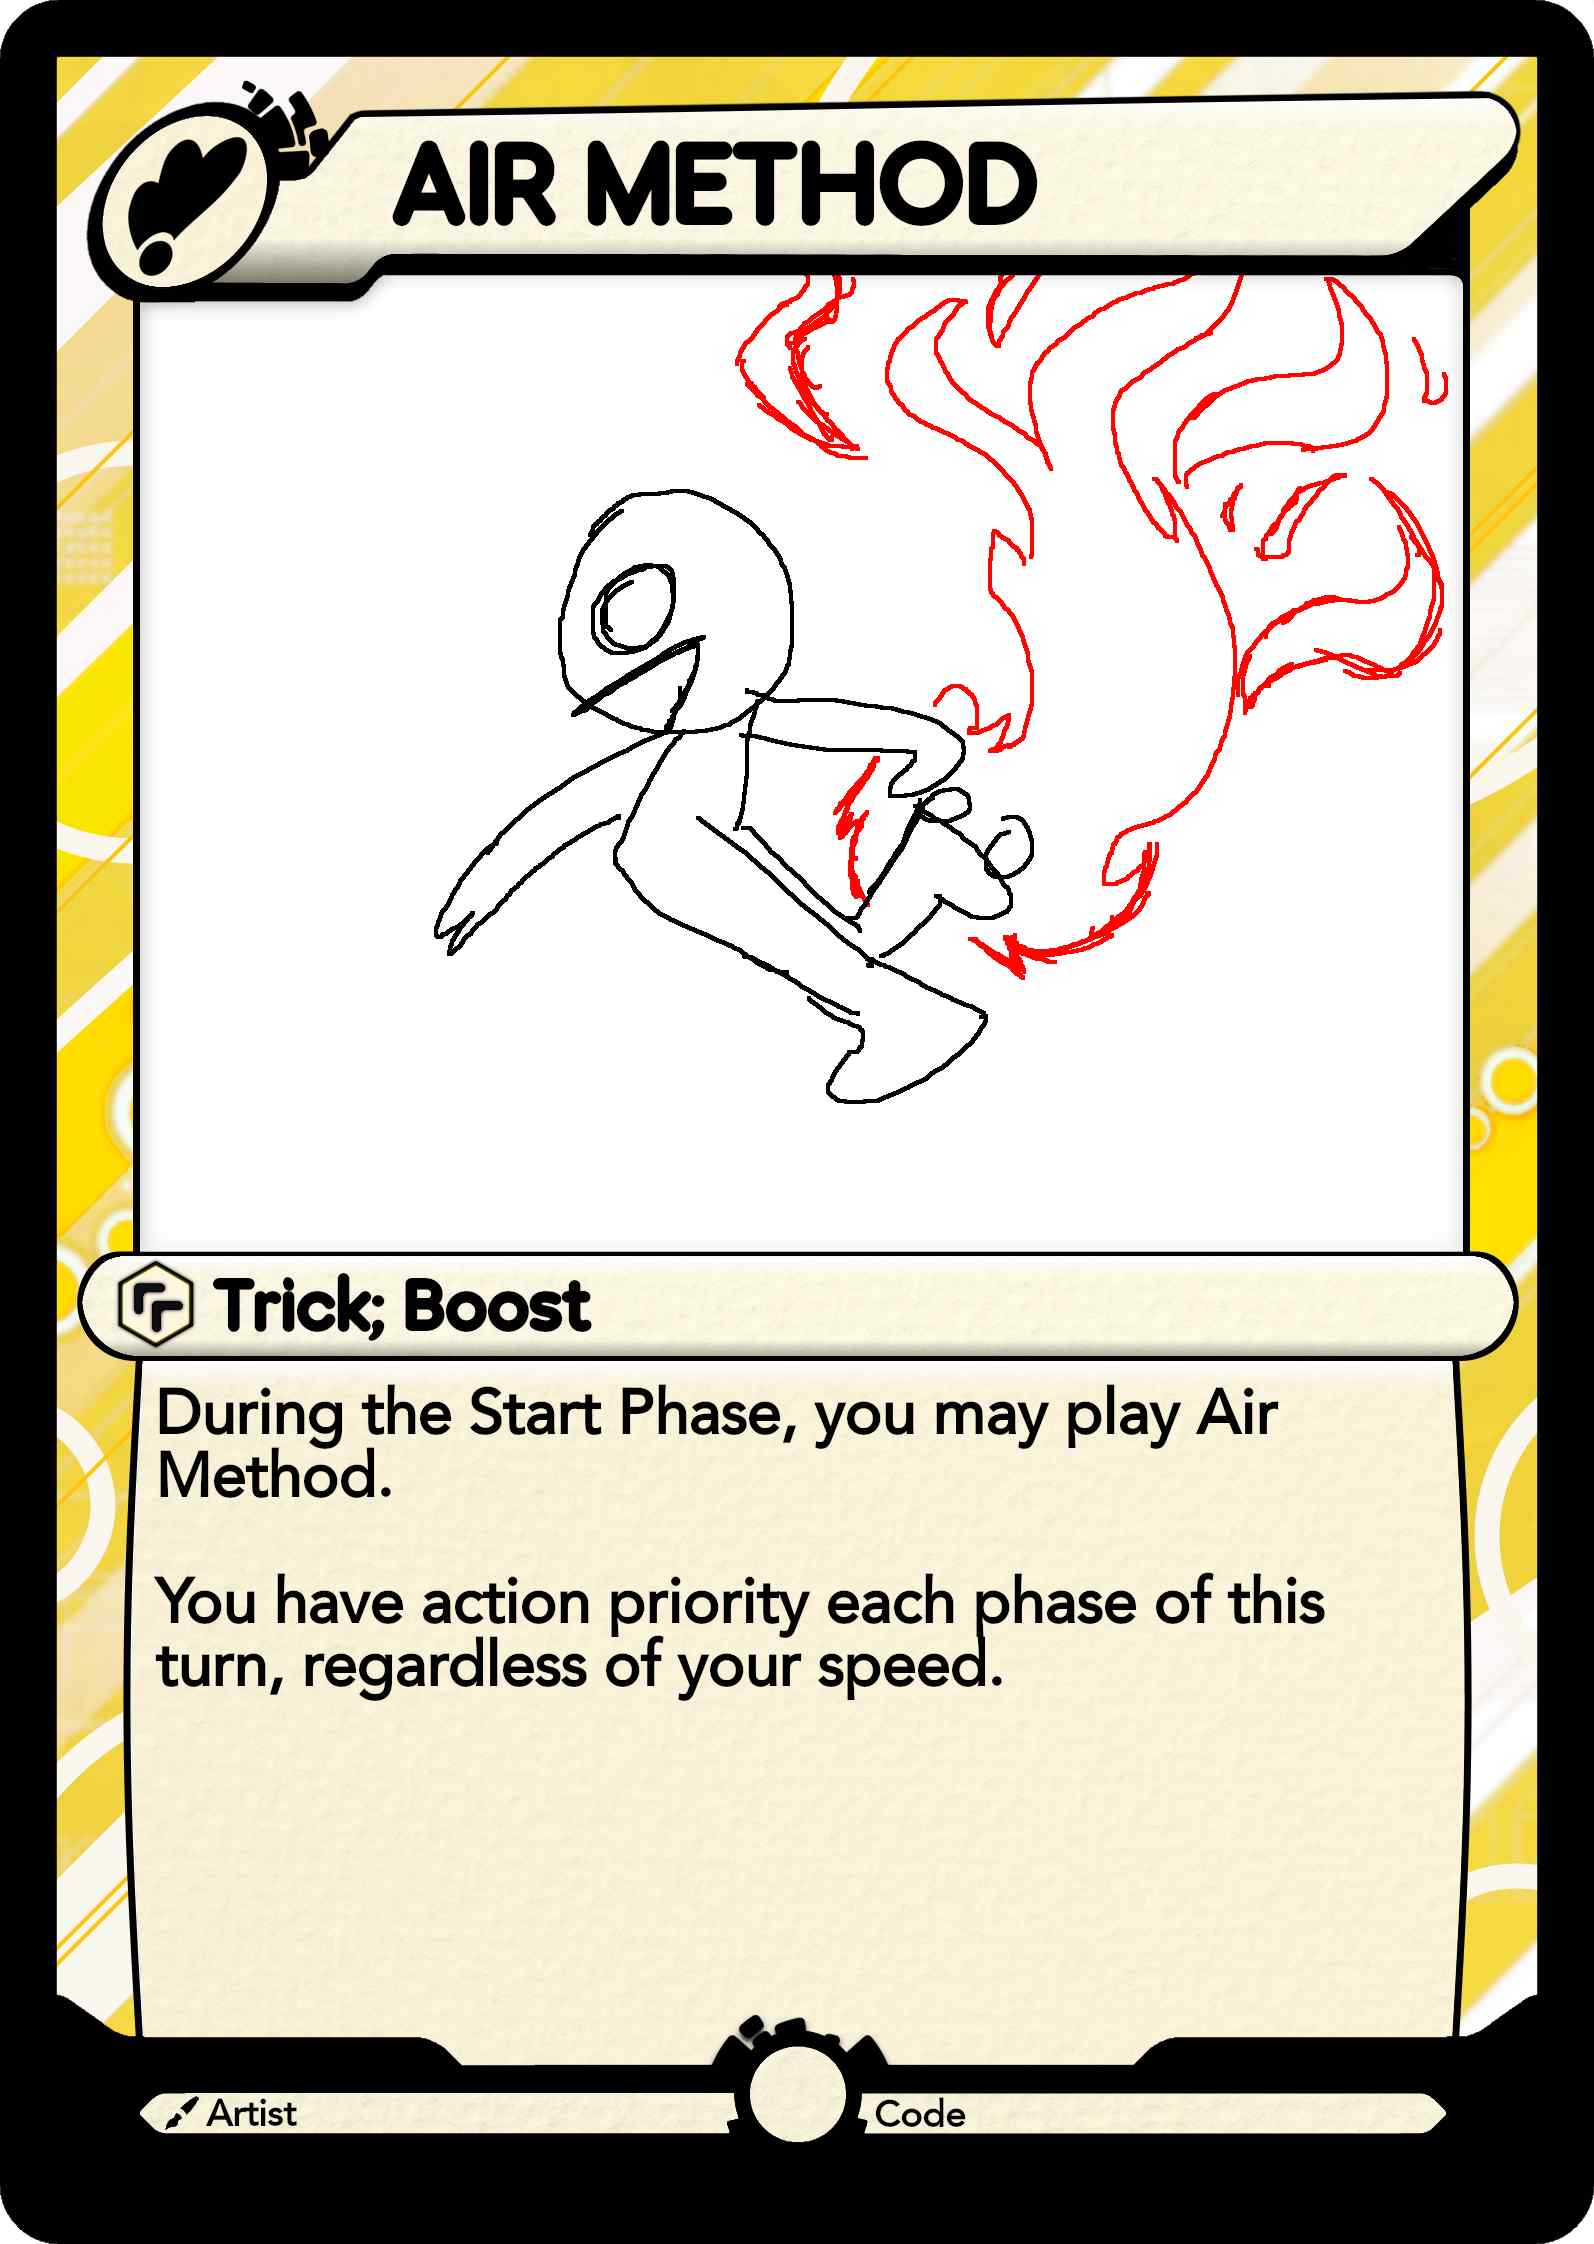 AIR METHOD
Trick; Boost
During the Start Phase, you may play Air
Method.
You have action priority each phase of this
turn, regardless of your speed.
Artist
Code